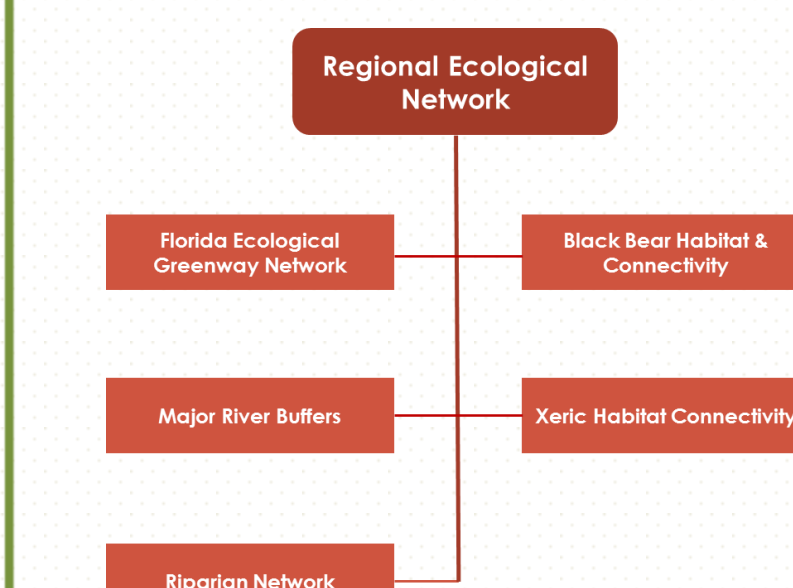 Regional Ecological
Network
Florida Ecological
Greenway Network
Black Bear Habitat &
Connectivity
Major River Buffers
Xeric Habitat Connectivity
Riparian Network